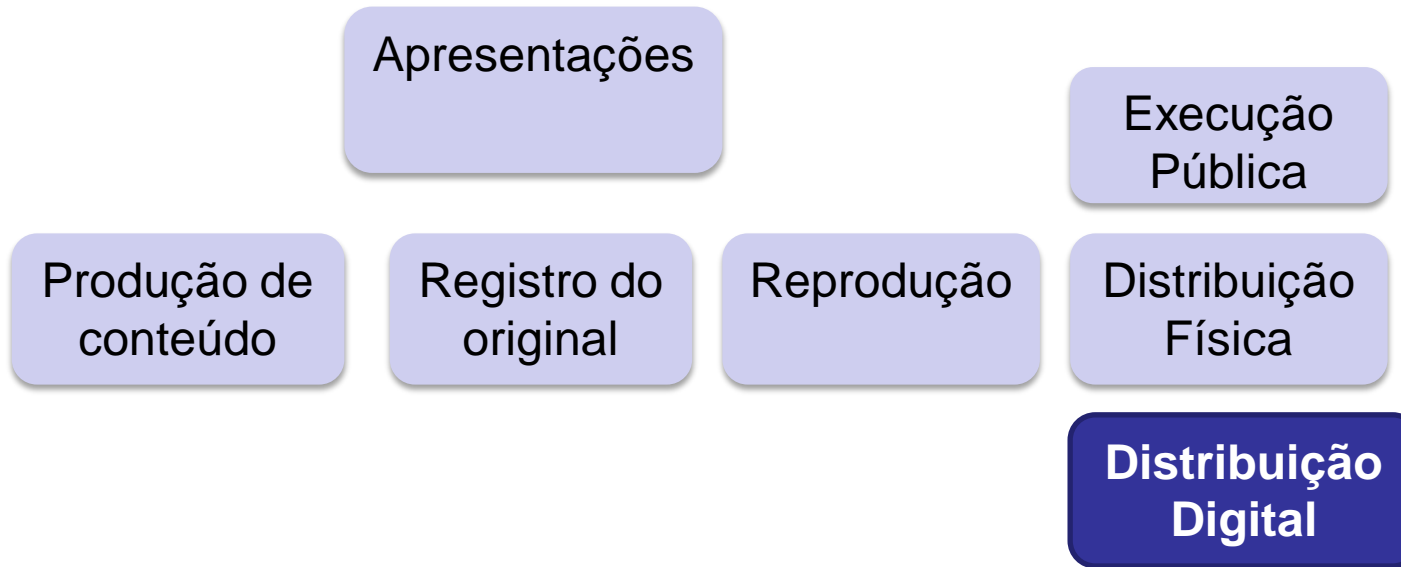 Apresentações
Execução
Pública
Produção de
conteúdo
Registro do
original
Reprodução
Distribuição
Física
Distribuição
Digital